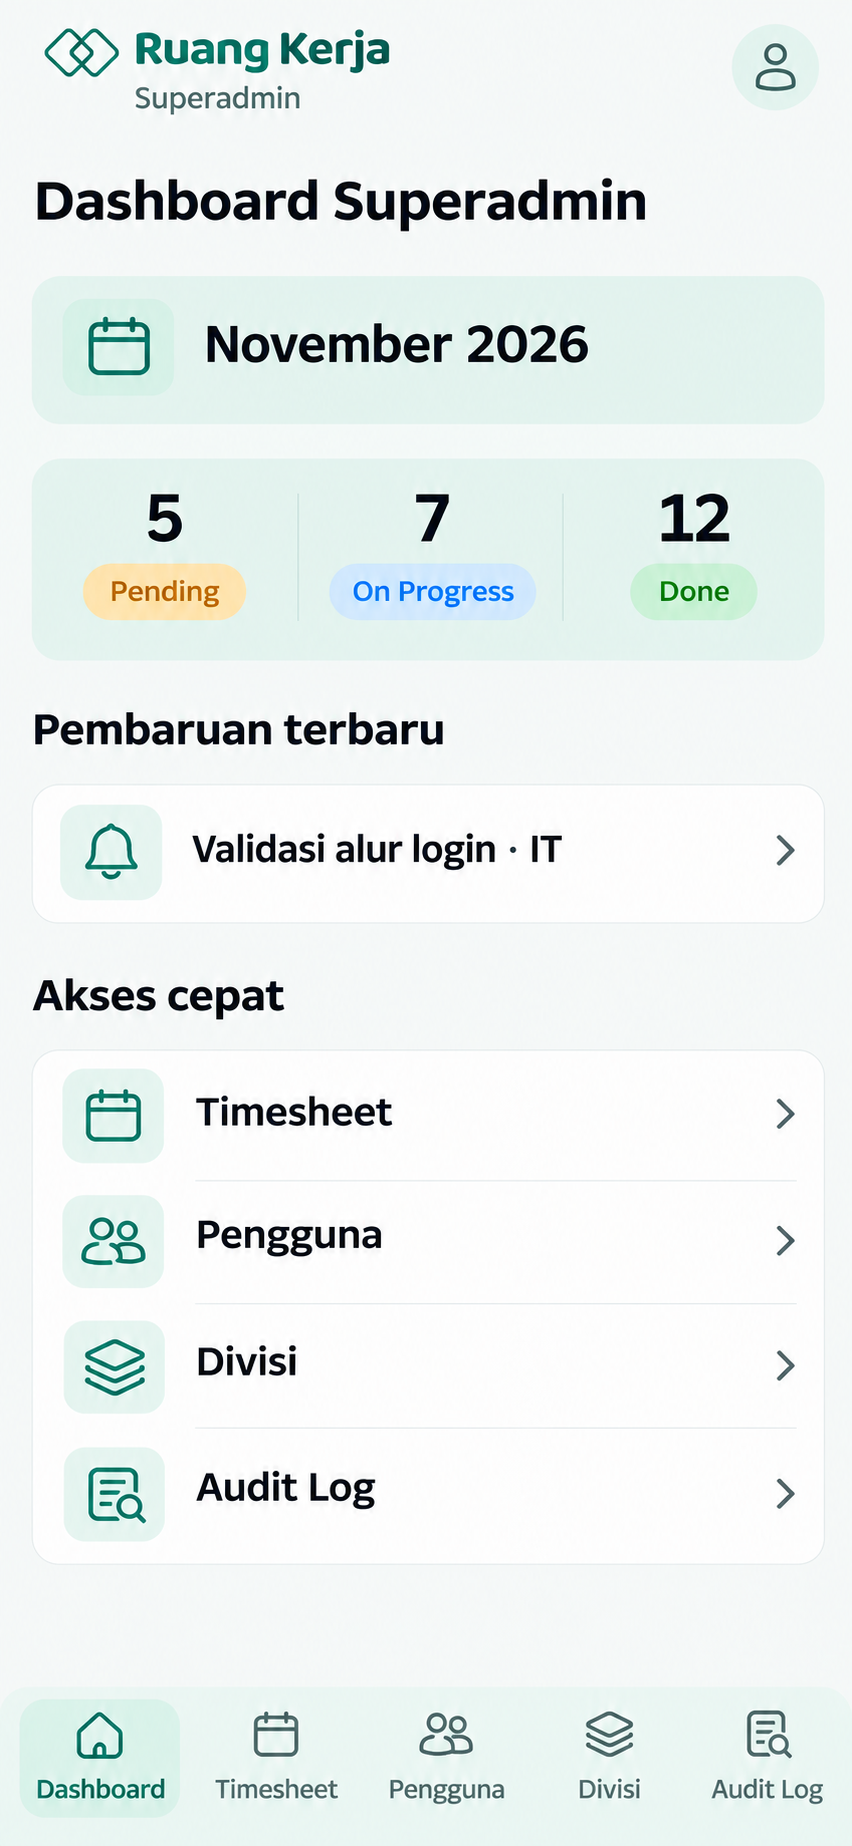 Ruang Kerja
Superadmin
Dashboard Superadmin
November 2026
5 7 12
Pending On Progress Done
Pembaruan terbaru
Validasi alur login · IT
Akses cepat
Timesheet
Pengguna
Divisi
Audit Log
Dashboard Timesheet Pengguna Divisi Audit Log